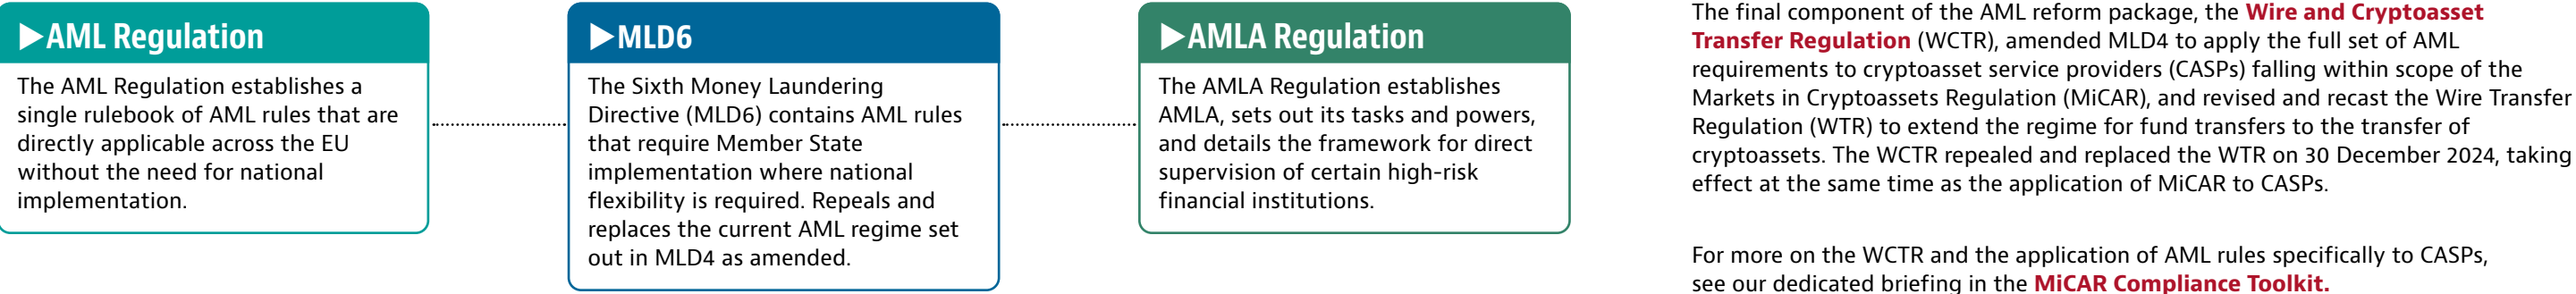 ▶AML Regulation
The AML Regulation establishes a
single rulebook of AML rules that are
directly applicable across the EU
without the need for national
implementation.
▶MLD6
The Sixth Money Laundering
Directive (MLD6) contains AML rules
that require Member State
implementation where national
flexibility is required. Repeals and
replaces the current AML regime set
out in MLD4 as amended.
▶AMLA Regulation
The AMLA Regulation establishes
AMLA, sets out its tasks and powers,
and details the framework for direct
supervision of certain high-risk
financial institutions.
The final component of the AML reform package, the Wire and Cryptoasset
Transfer Regulation (WCTR), amended MLD4 to apply the full set of AML
requirements to cryptoasset service providers (CASPs) falling within scope of the
Markets in Cryptoassets Regulation (MiCAR), and revised and recast the Wire Transfer
Regulation (WTR) to extend the regime for fund transfers to the transfer of
cryptoassets. The WCTR repealed and replaced the WTR on 30 December 2024, taking
effect at the same time as the application of MiCAR to CASPs.
For more on the WCTR and the application of AML rules specifically to CASPs,
see our dedicated briefing in the MiCAR Compliance Toolkit.